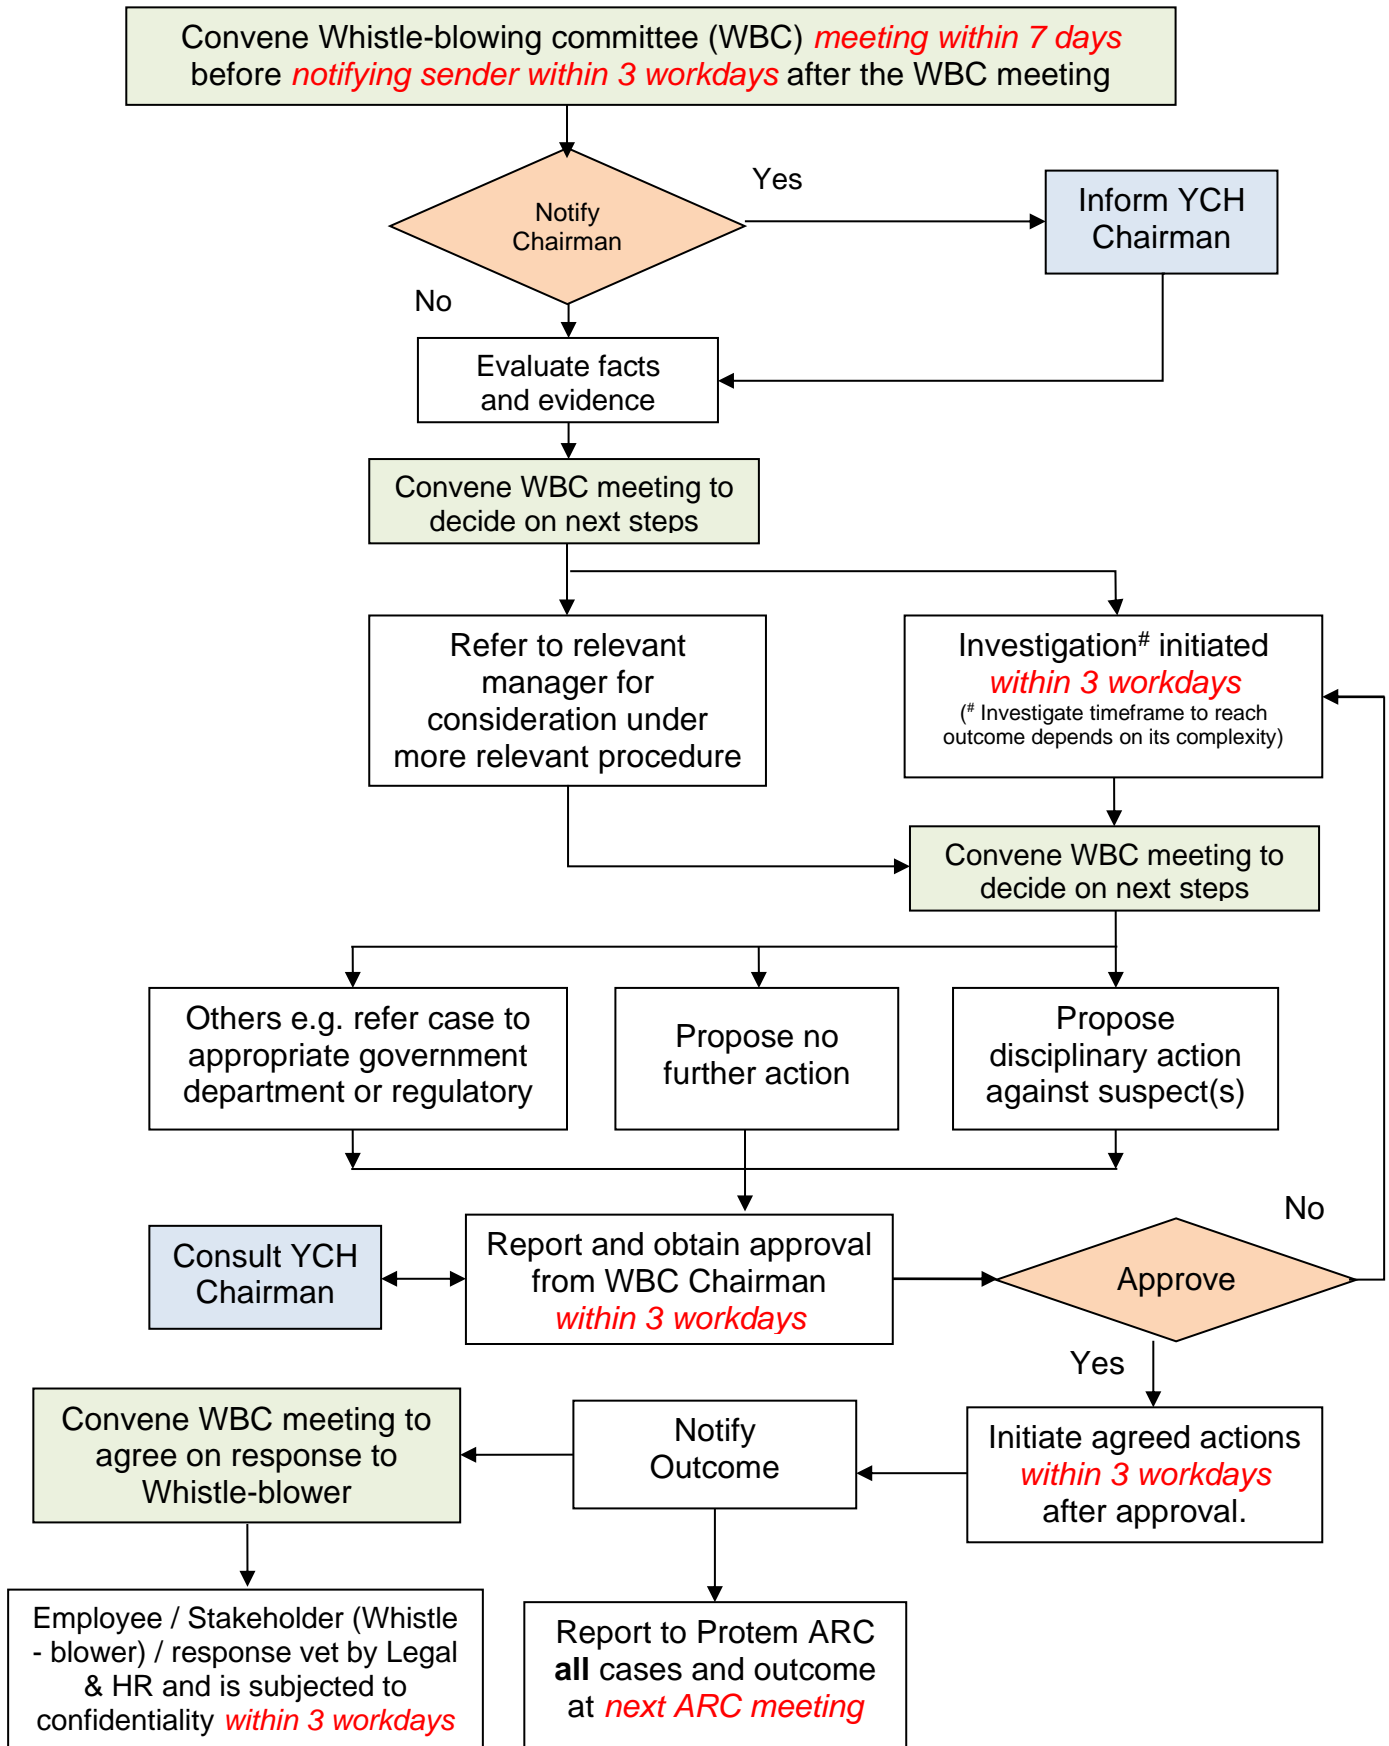 Convene Whistle-blowing committee (WBC) meeting within 7 days
before notifying sender within 3 workdays after the WBC meeting
Yes
Notify
Chairman
Inform YCH
Chairman
No
Evaluate facts
and evidence
Convene WBC meeting to
decide on next steps
Refer to relevant
manager for
consideration under
more relevant procedure
Investigation# initiated
within 3 workdays
(# Investigate timeframe to reach
outcome depends on its complexity)
Convene WBC meeting to
decide on next steps
Others e.g. refer case to
appropriate government
department or regulatory
Propose no
further action
Propose
disciplinary action
against suspect(s)
No
Consult YCH
Chairman
Report and obtain approval
from WBC Chairman
within 3 workdays
Approve
Yes
Convene WBC meeting to
agree on response to
Whistle-blower
Notify
Outcome
Initiate agreed actions
within 3 workdays
after approval.
Employee / Stakeholder (Whistle
- blower) / response vet by Legal
& HR and is subjected to
confidentiality within 3 workdays
Report to Protem ARC
all cases and outcome
at next ARC meeting